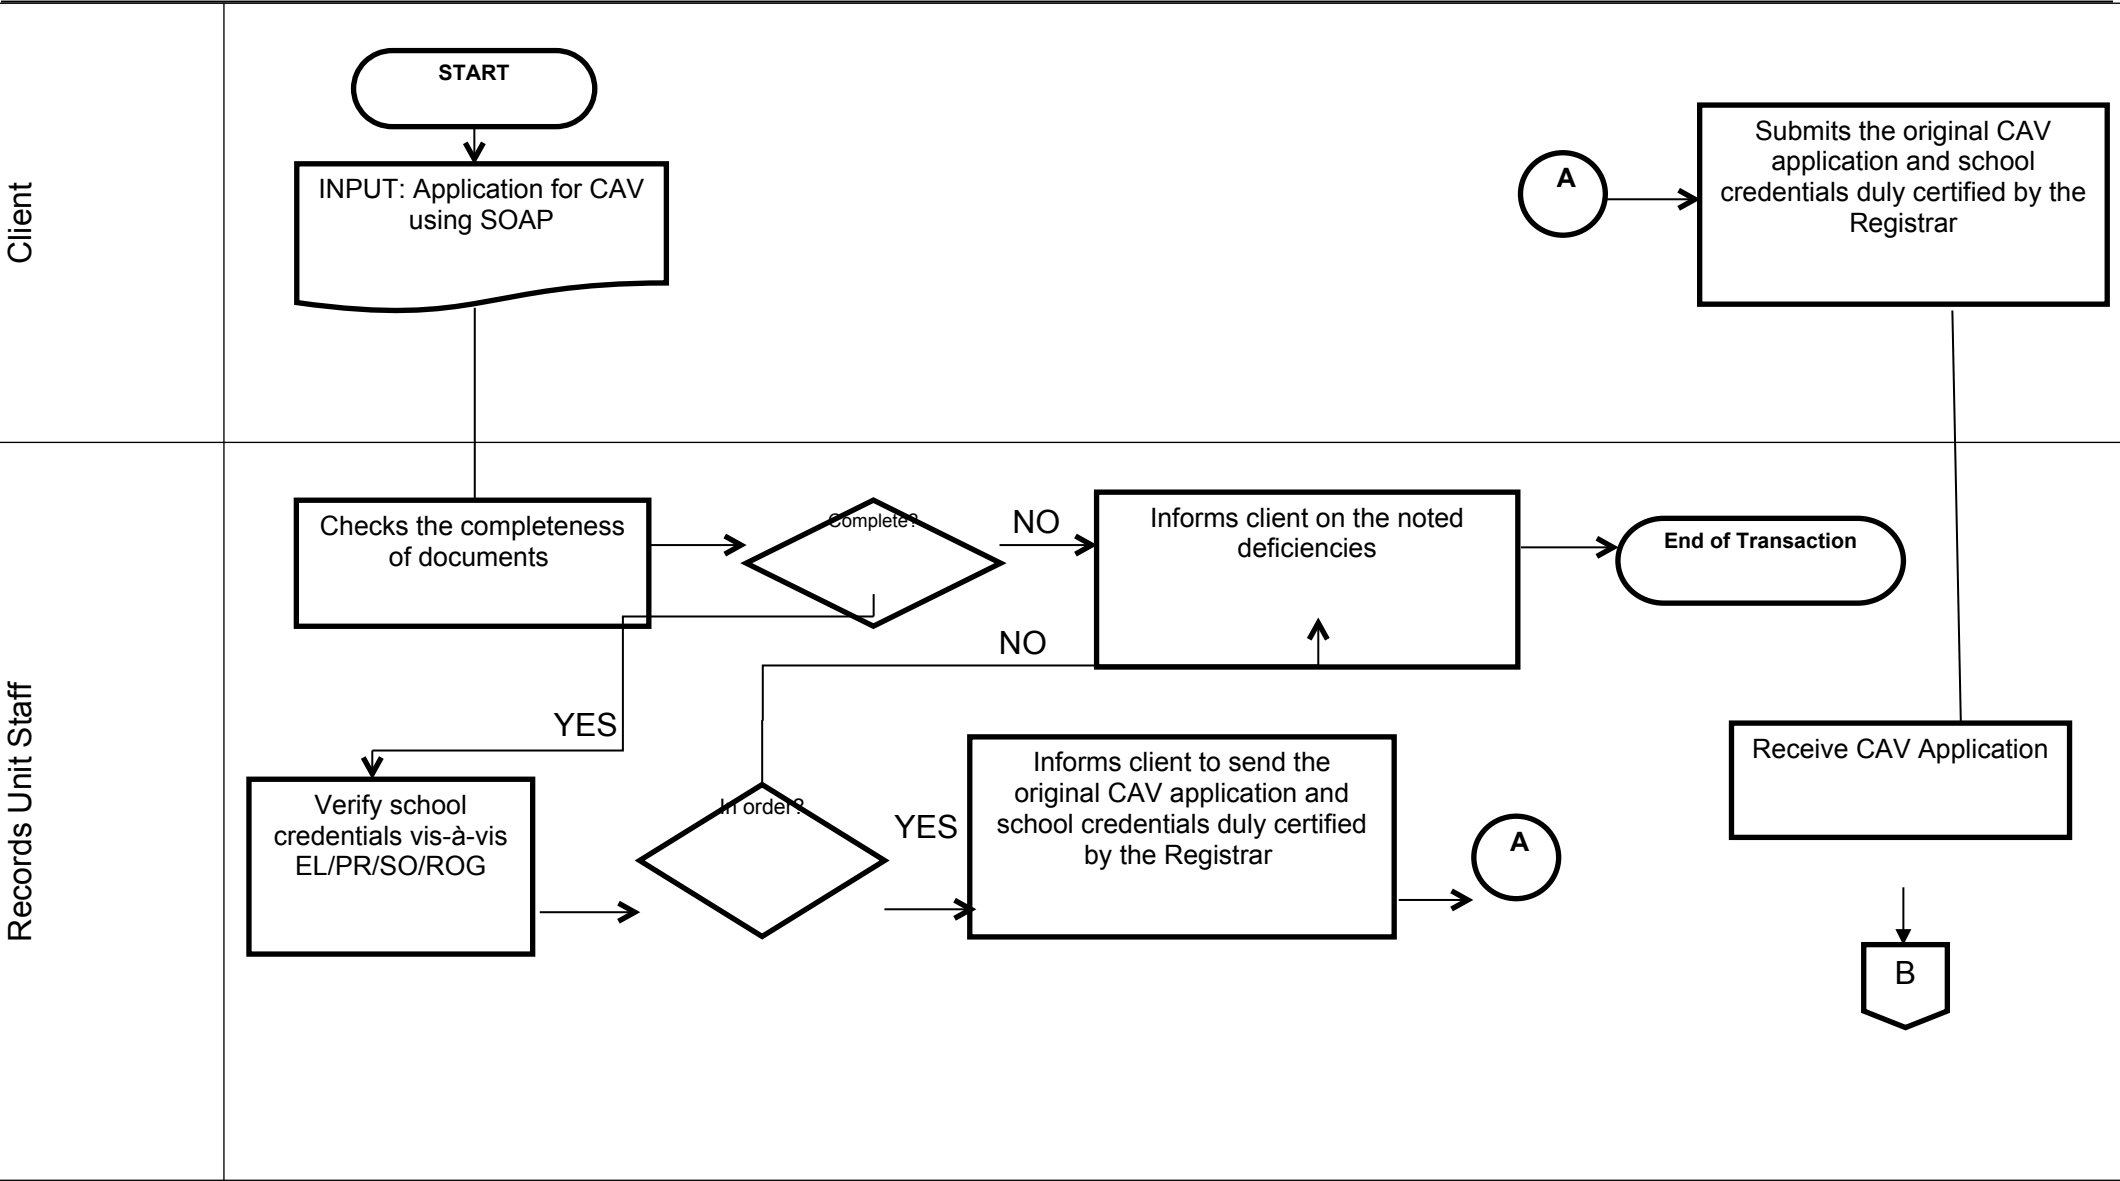 Client
START
INPUT: Application for CAV
using SOAP
A
Submits the original CAV
application and school
credentials duly certified by the
Registrar
Records Unit Staff
Checks the completeness
of documents
Complete?
NO
Informs client on the noted
deficiencies
End of Transaction
NO
YES
Verify school
credentials vis-à-vis
EL/PR/SO/ROG
In order?
YES
Informs client to send the
original CAV application and
school credentials duly certified
by the Registrar
A
Receive CAV Application
B